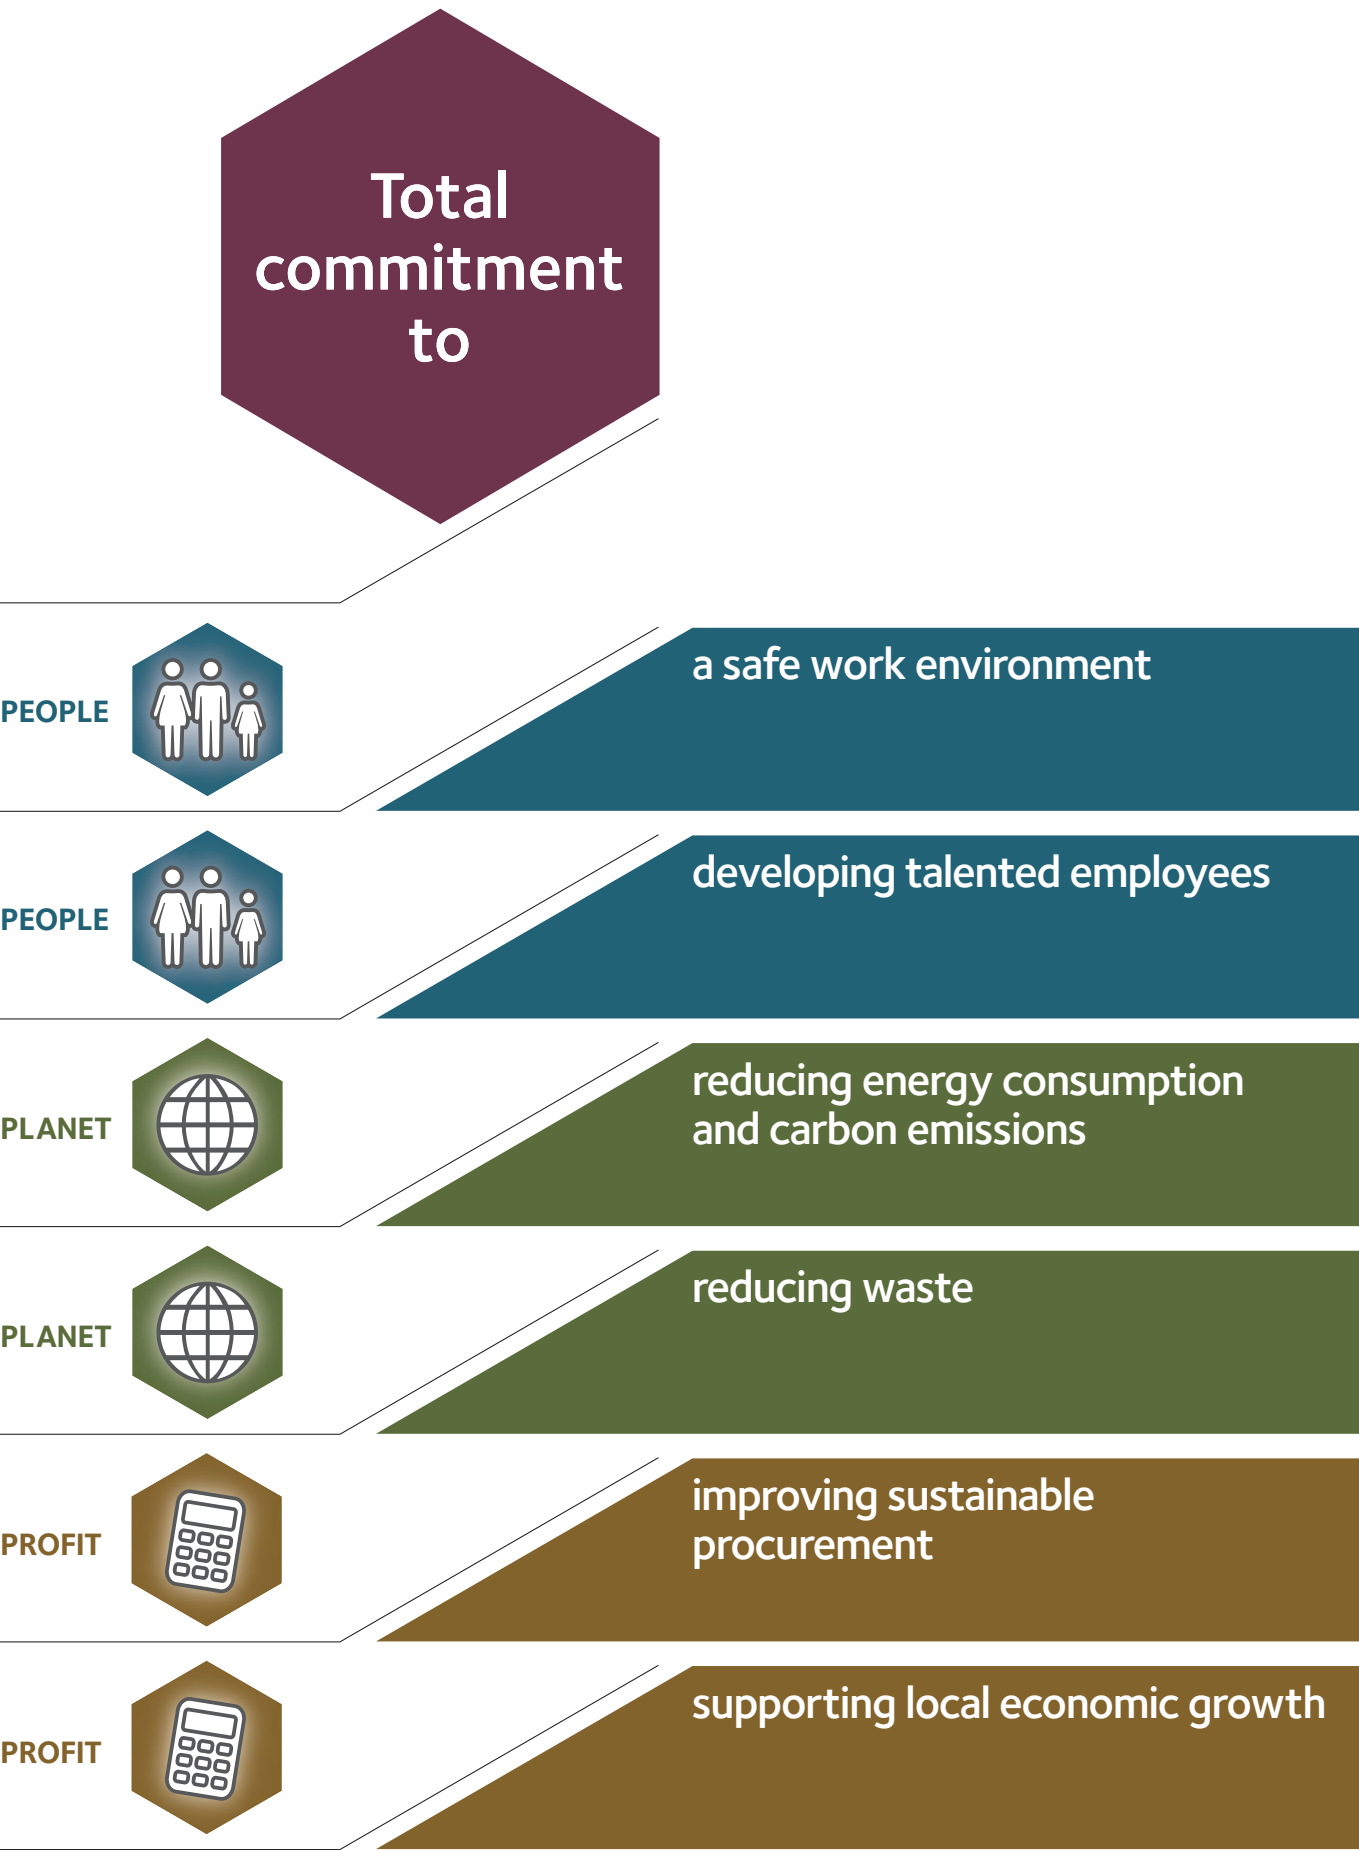 Total
commitment
to
PEOPLE
a safe work environment
PEOPLE
developing talented employees
PLANET
reducing energy consumption
and carbon emissions
PLANET
reducing waste
PROFIT
improving sustainable
procurement
PROFIT
supporting local economic growth